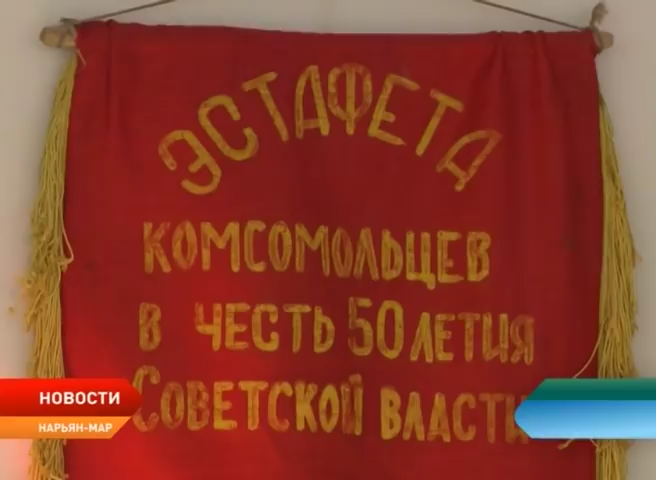 ЭСТАФЕТА
КОМСОМОЛЬЦЕВ
В ЧЕСТЬ 50 ЛЕТИЯ
СОВЕТСКОЙ ВЛАСТИ
НОВОСТИ
НАРЬЯН-МАР